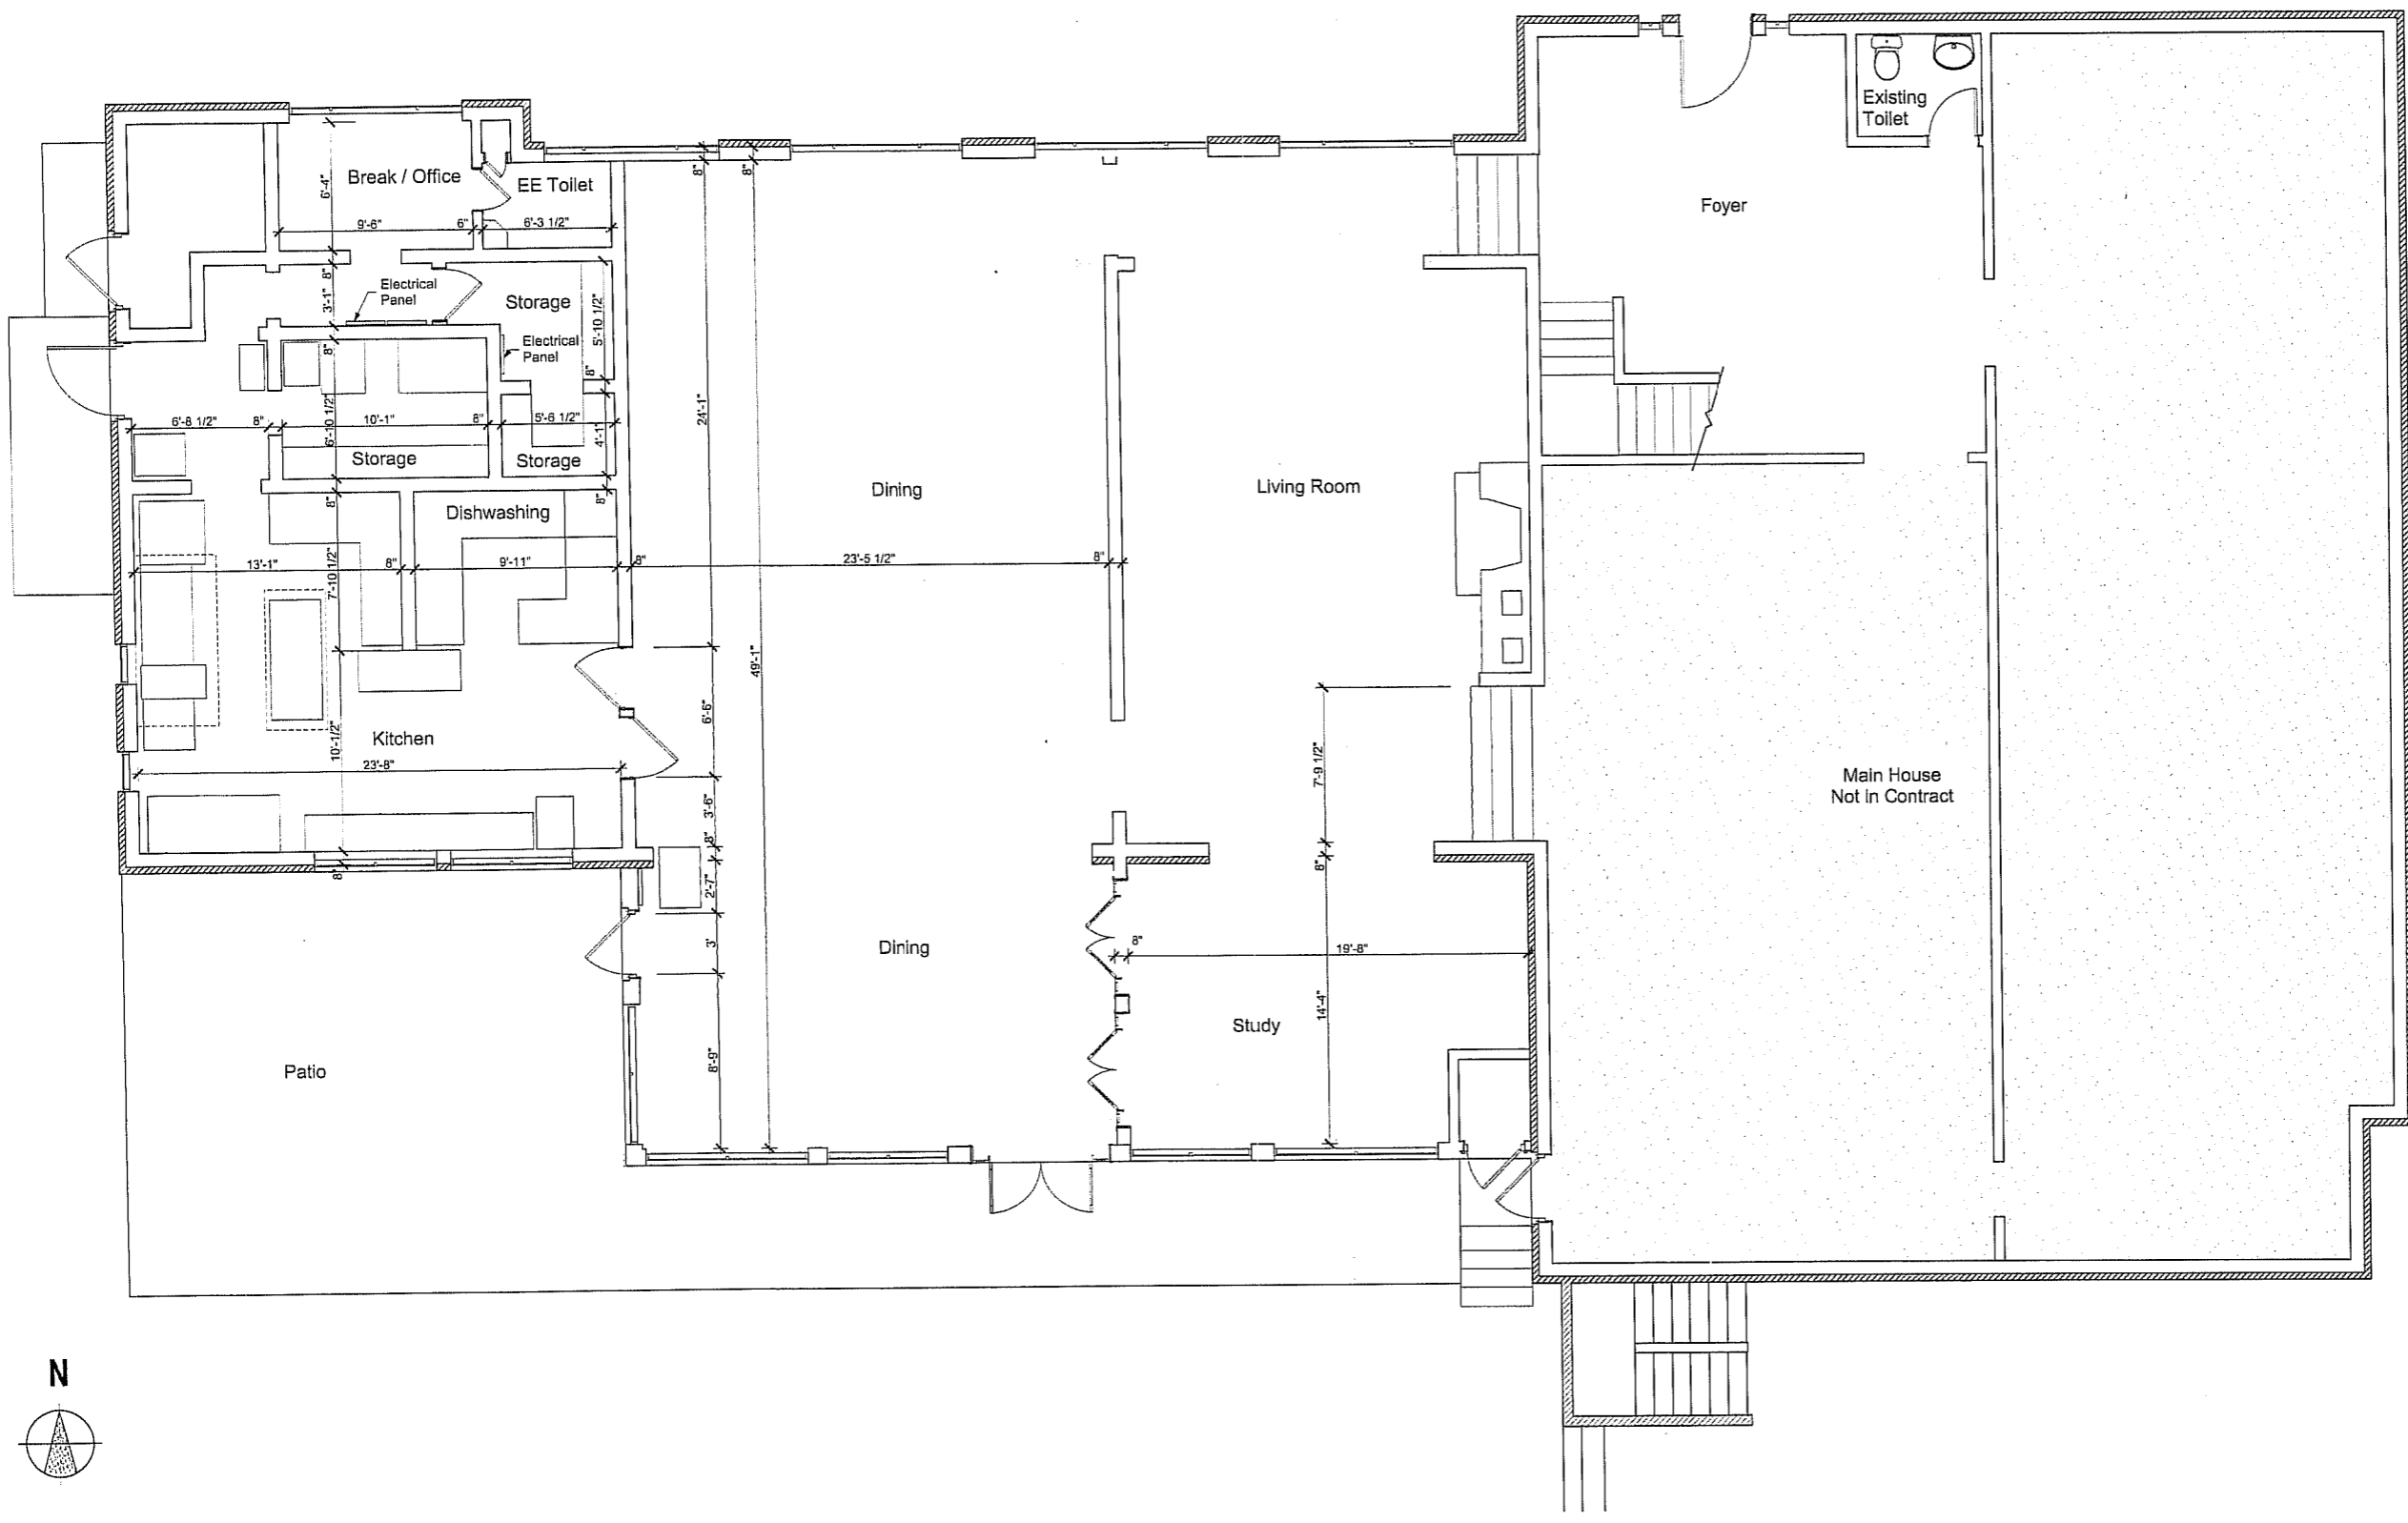 Existing
Toilet
Break / Office
EE Toilet
Foyer
6'-4"
8"
8"
9'-6"
6"
6'-3 1/2"
8"
3'-1"
Electrical
Panel
Storage
5'-10 1/2"
Electrical
Panel
8"
8"
24'-1"
6'-8 1/2"
8"
10'-1"
8"
5'-6 1/2"
6'-10 1/2"
4'-1"
Storage
Storage
8"
8"
Dining
Living Room
Dishwashing
13'-1"
8"
9'-11"
8"
23'-5 1/2"
8"
7'-10 1/2"
49'-1"
6'-6"
Kitchen
10'-1/2"
23'-8"
7'-9 1/2"
Main House
Not in Contract
3'-6"
8"
8"
8"
2'-7"
Dining
3'
8"
19'-8"
14'-4"
Study
8'-9"
Patio
N